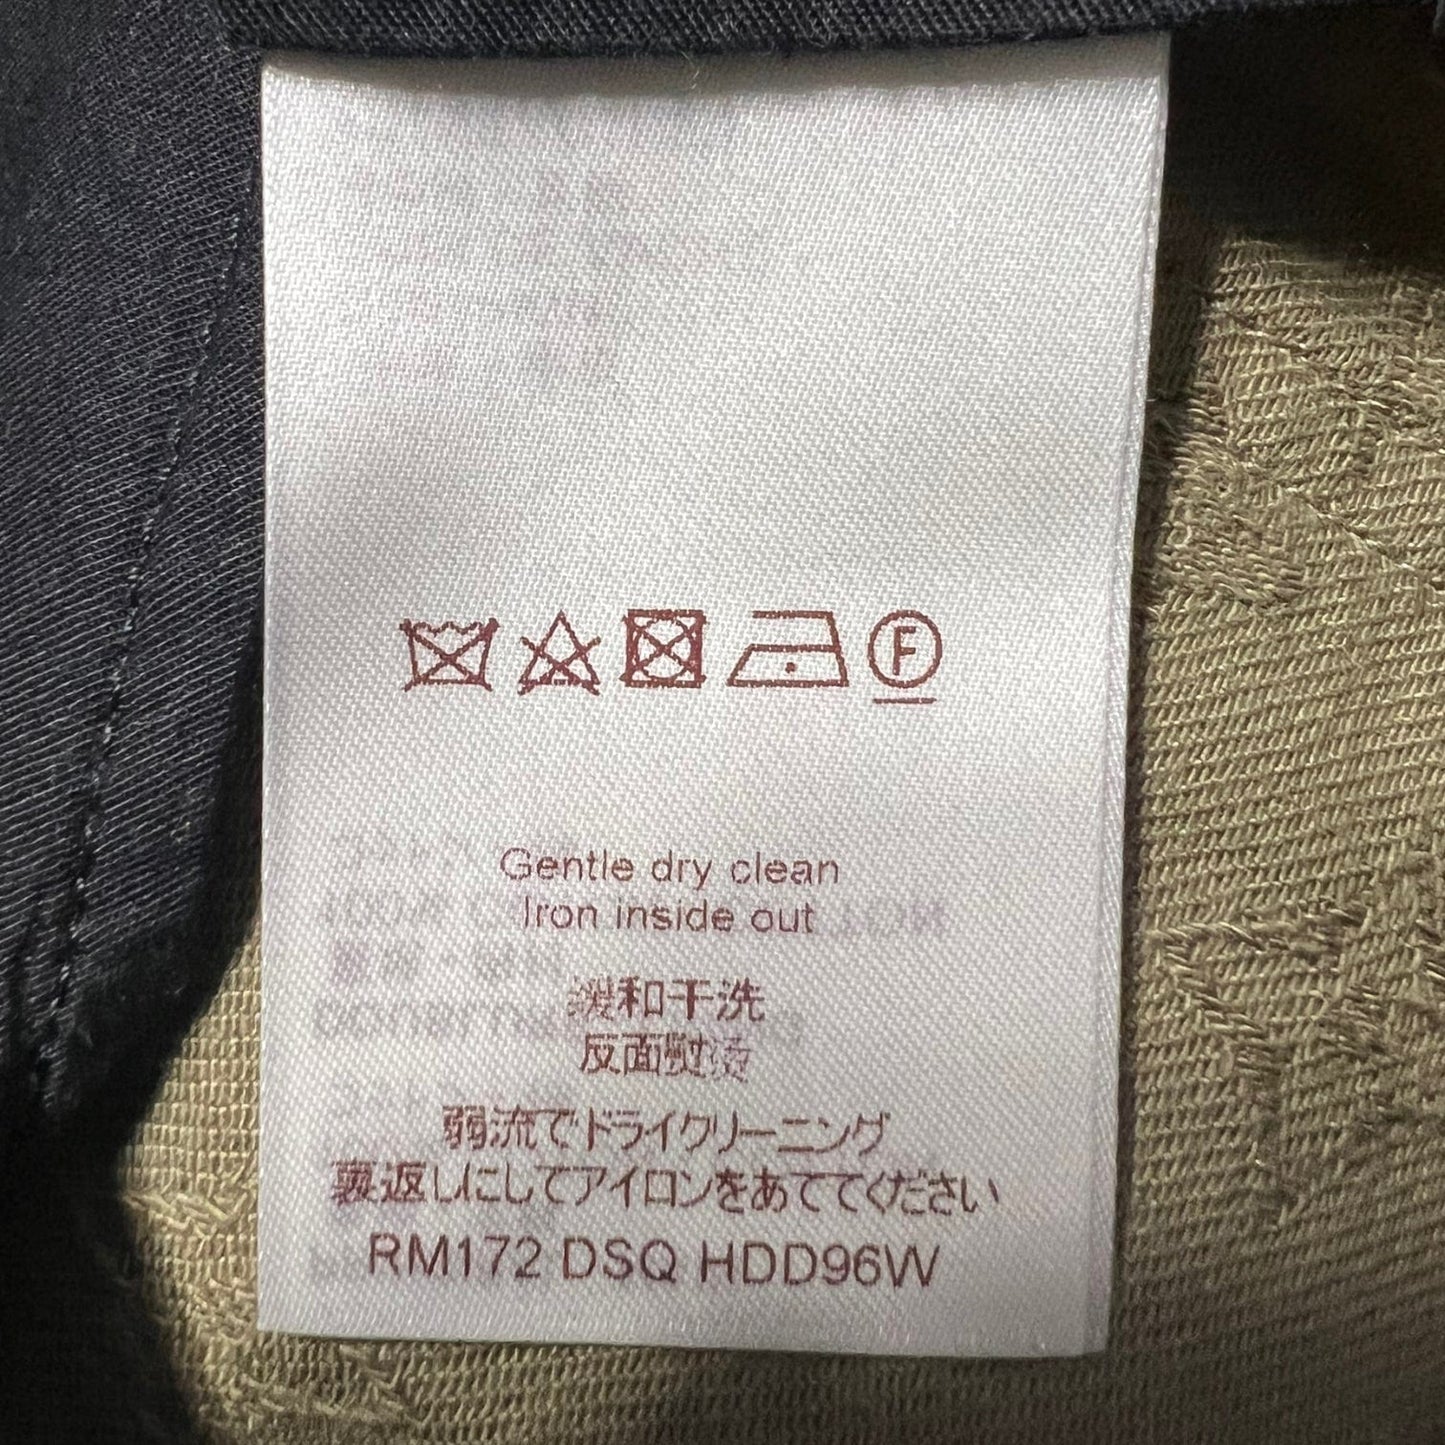 F
Gentle dry clean
Iron inside out
緩和干洗
反面熨燙
弱流でドライクリーニング
裏返しにしてアイロンをあててください
RM172 DSQ HDD96W